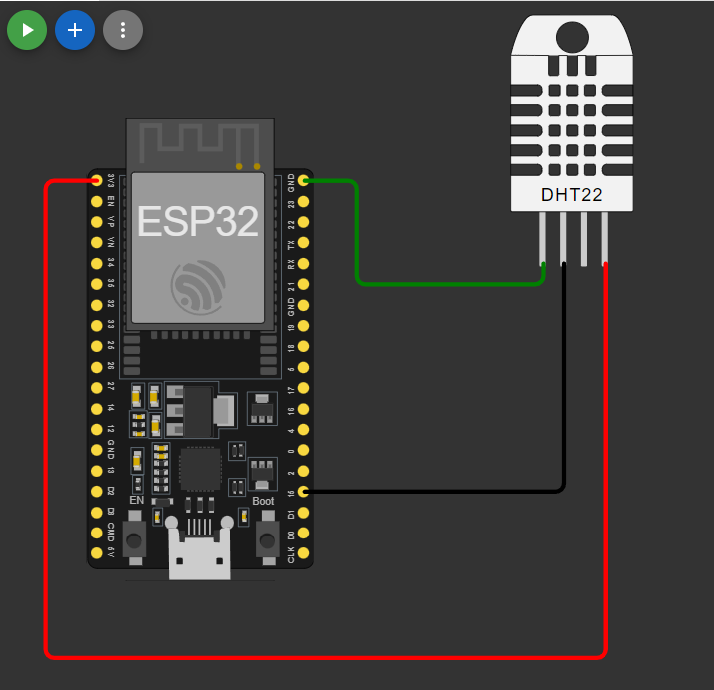 DHT22
ESP32
3V3
EN
VP
VN
34
35
32
33
25
26
27
14
12
GND
13
D2
D3
CMD
5V
GND
23
22
TX
RX
21
GND
19
18
5
17
16
4
0
2
15
D1
D0
CLK
EN
Boot